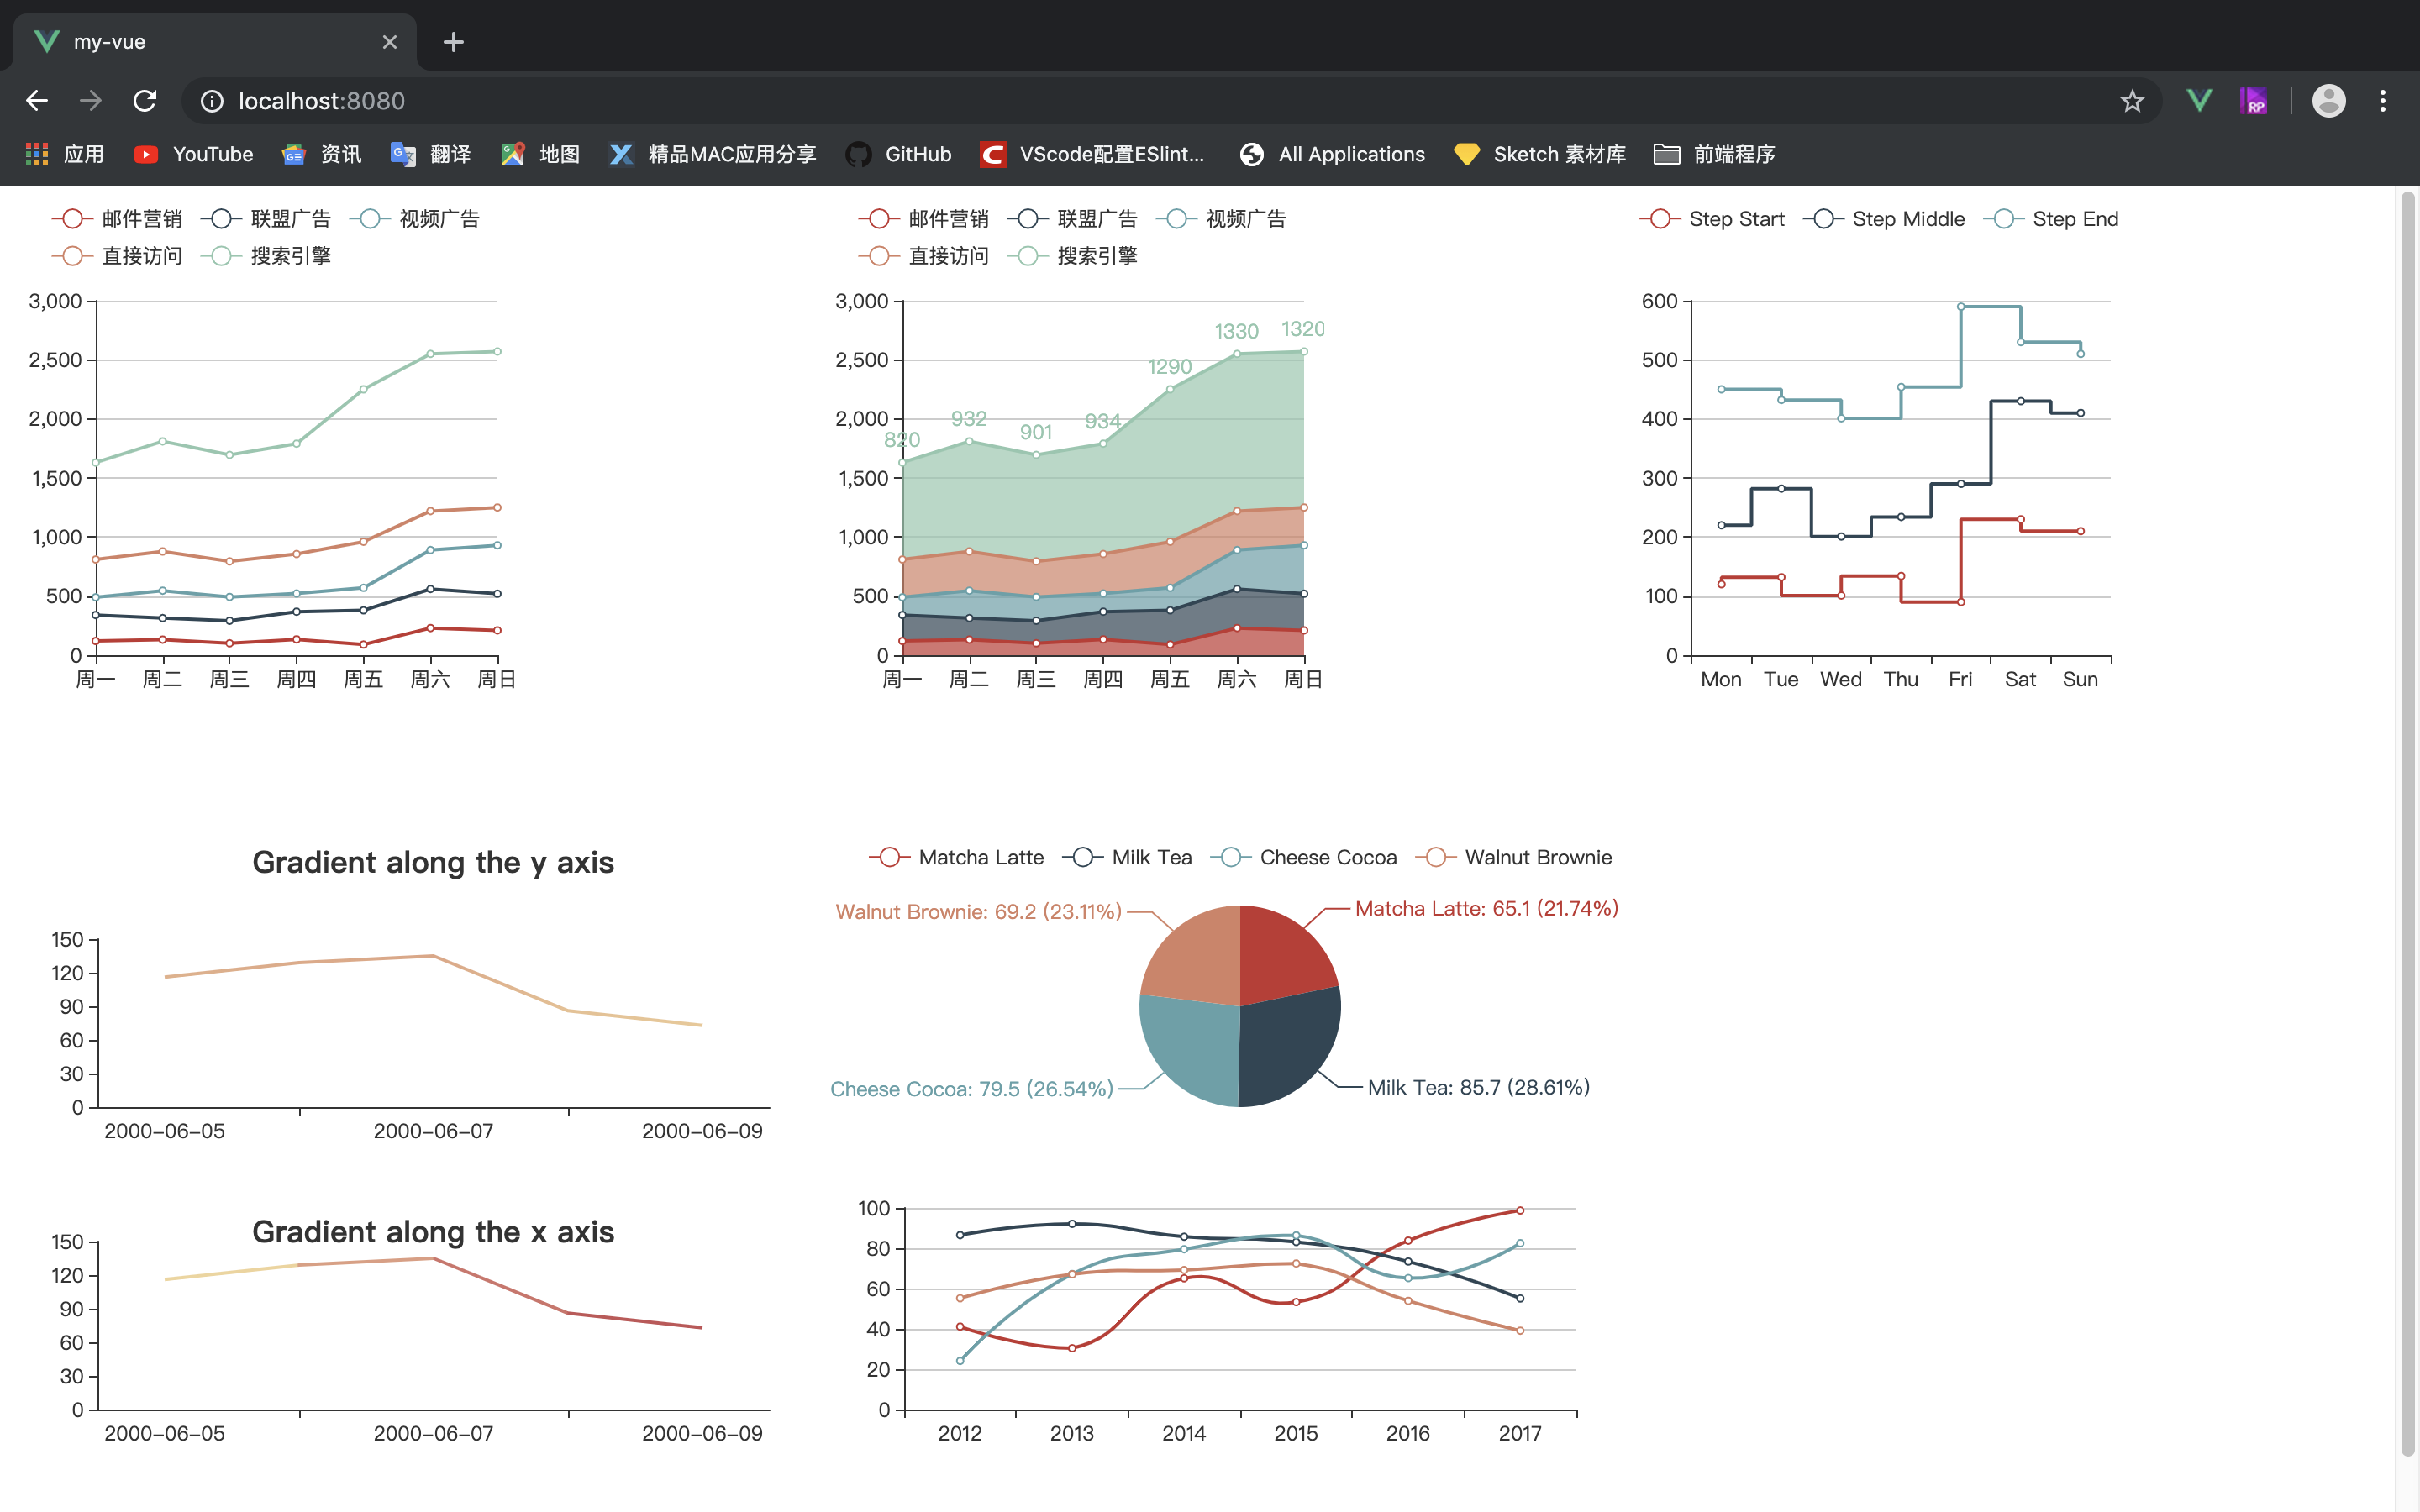 my-vue
localhost:8080
应用 YouTube 资讯 翻译 地图 精品MAC应用分享 GitHub VScode配置ESlint... All Applications Sketch 素材库 前端程序
邮件营销 联盟广告 视频广告
直接访问 搜索引擎
3,000
2,500
2,000
1,500
1,000
500
0
周一 周二 周三 周四 周五 周六 周日
邮件营销 联盟广告 视频广告
直接访问 搜索引擎
3,000
2,500
2,000
1,500
1,000
500
0
820 932 901 934 1290 1330 1320
周一 周二 周三 周四 周五 周六 周日
Step Start Step Middle Step End
600
500
400
300
200
100
0
Mon Tue Wed Thu Fri Sat Sun
Gradient along the y axis
150
120
90
60
30
0
2000-06-05 2000-06-07 2000-06-09
Gradient along the x axis
150
120
90
60
30
0
2000-06-05 2000-06-07 2000-06-09
Matcha Latte Milk Tea Cheese Cocoa Walnut Brownie
Walnut Brownie: 69.2 (23.11%)
Matcha Latte: 65.1 (21.74%)
Cheese Cocoa: 79.5 (26.54%)
Milk Tea: 85.7 (28.61%)
100
80
60
40
20
0
2012 2013 2014 2015 2016 2017